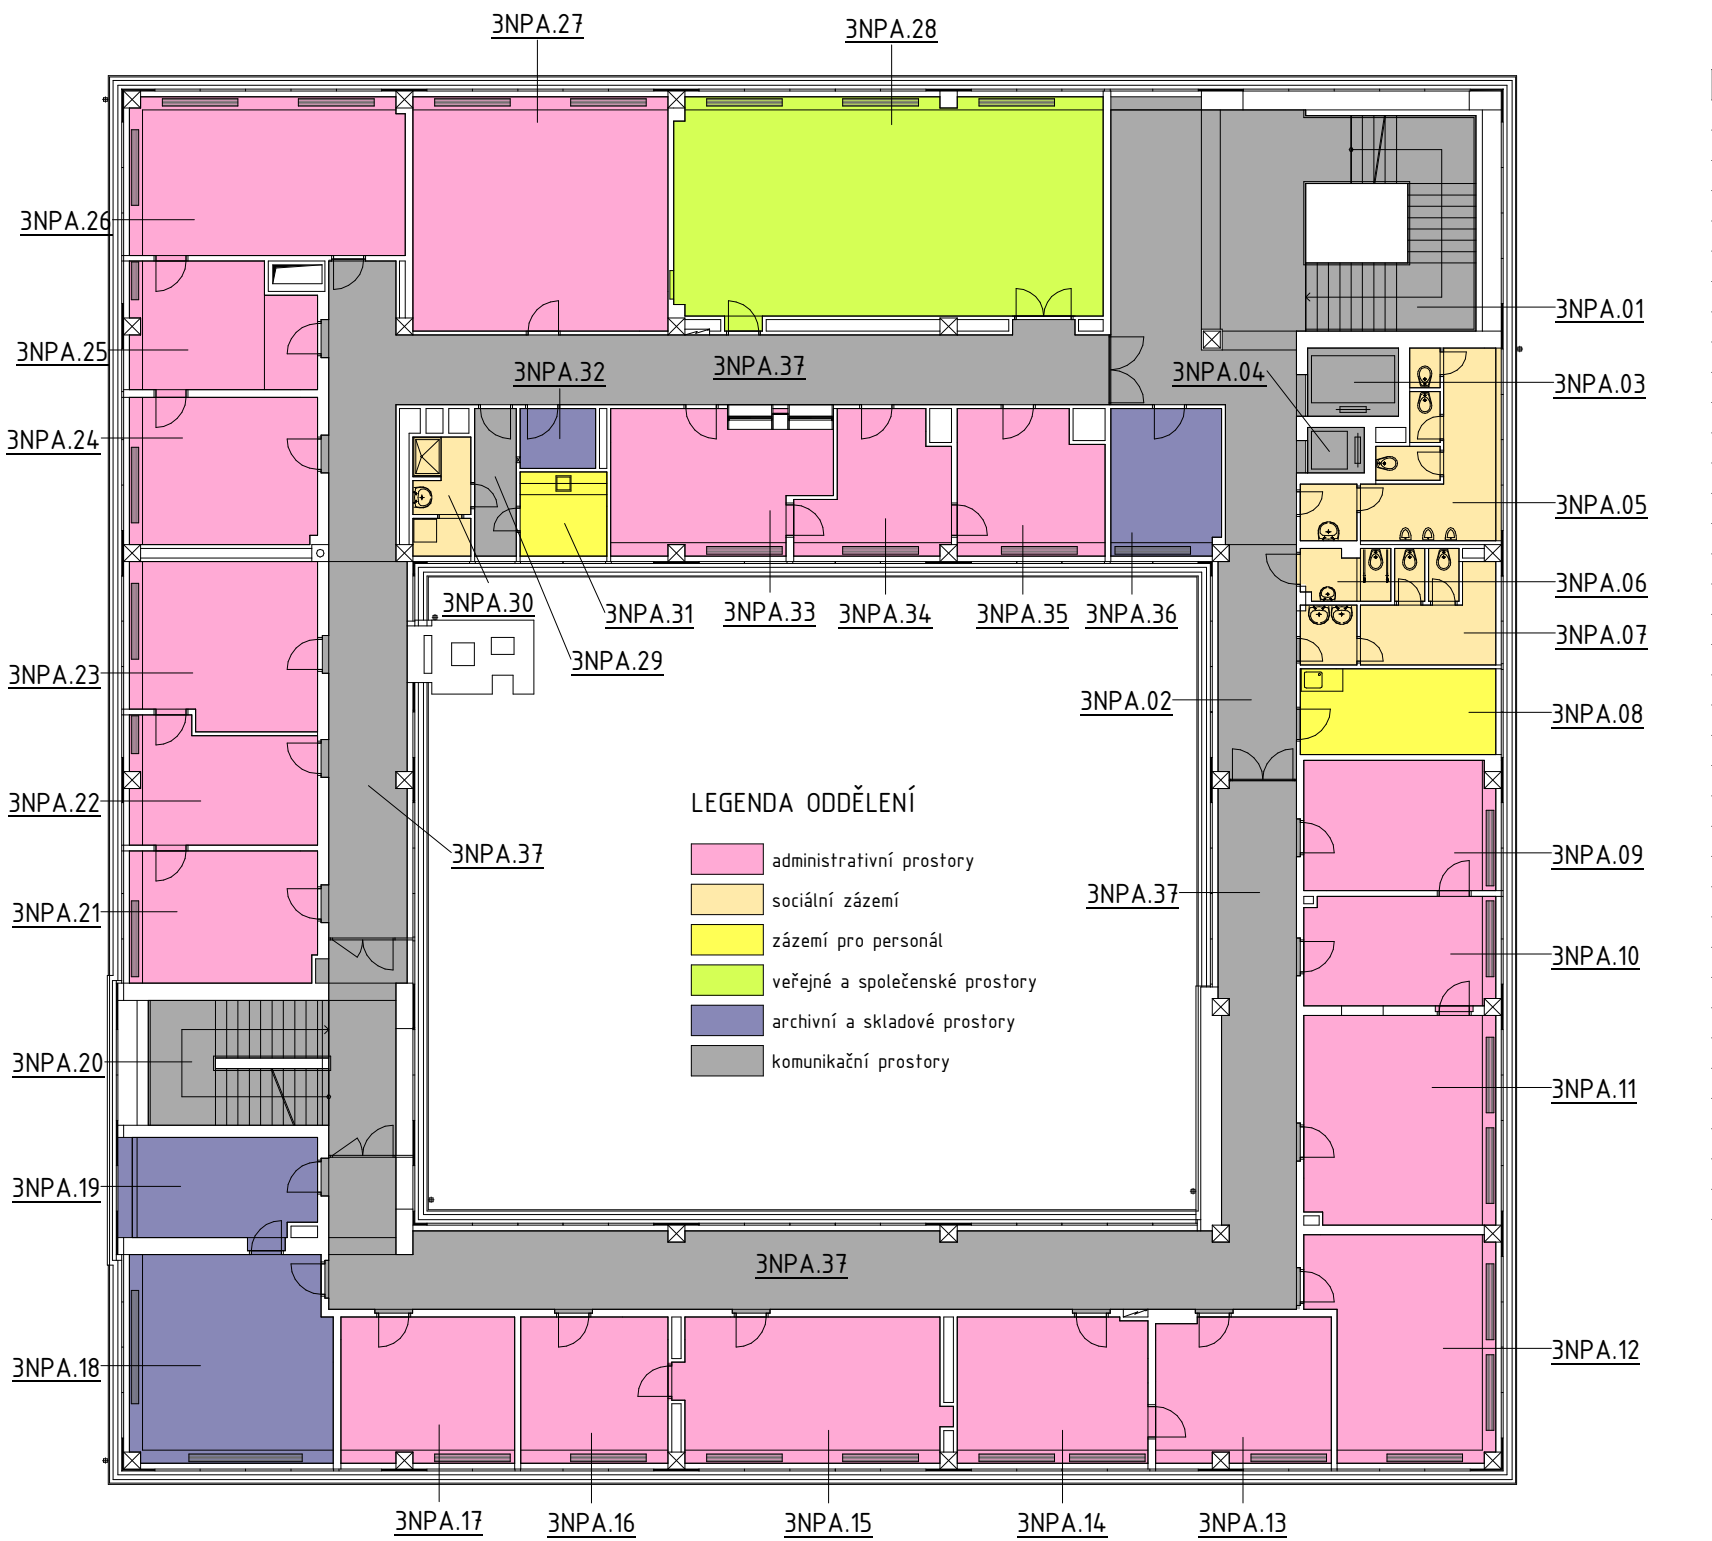 3NPA.27
3NPA.28
3NPA.26
3NPA.01
3NPA.25
3NPA.32
3NPA.37
3NPA.04
3NPA.03
3NPA.24
3NPA.05
3NPA.30
3NPA.31
3NPA.33
3NPA.34
3NPA.35
3NPA.36
3NPA.06
3NPA.07
3NPA.29
3NPA.23
3NPA.02
3NPA.08
3NPA.22
LEGENDA ODDĚLENÍ
3NPA.37
administrativní prostory
3NPA.09
sociální zázemí
3NPA.37
3NPA.21
zázemí pro personál
3NPA.10
veřejné a společenské prostory
archivní a skladové prostory
3NPA.20
komunikační prostory
3NPA.11
3NPA.19
3NPA.37
3NPA.18
3NPA.12
3NPA.17
3NPA.16
3NPA.15
3NPA.14
3NPA.13